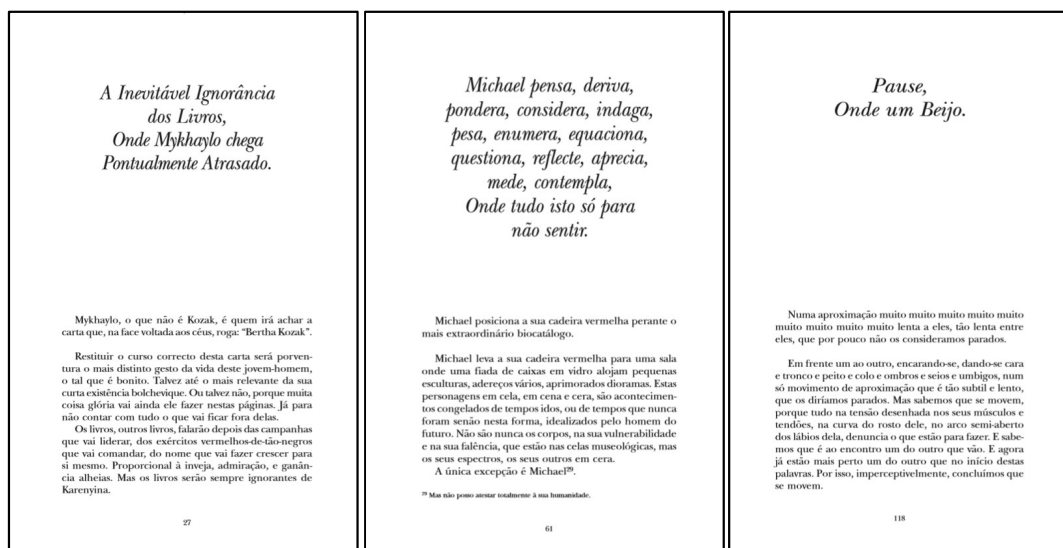 A Inevitável Ignorância
dos Livros,
Onde Mykhaylo chega
Pontualmente Atrasado.
Mykhaylo, o que não é Kozak, é quem irá achar a
carta que, na face voltada aos céus, roga: “Bertha Kozak”.
Restituir o curso correcto desta carta será porven-
tura o mais distinto gesto da vida deste jovem-homem,
o tal que é bonito. Talvez até o mais relevante da sua
curta existência bolchevique. Ou talvez não, porque muita
coisa glória vai ainda ele fazer nestas páginas. Já para
não contar com tudo o que vai ficar fora delas.
Os livros, outros livros, falarão depois das campanhas
que vai liderar, dos exércitos vermelhos-de-tão-negros
que vai comandar, do nome que vai fazer crescer para
si mesmo. Proporcional à inveja, admiração, e ganân-
cia alheias. Mas os livros serão sempre ignorantes de
Karenyina.
27
Michael pensa, deriva,
pondera, considera, indaga,
pesa, enumera, equaciona,
questiona, reflecte, aprecia,
mede, contempla,
Onde tudo isto só para
não sentir.
Michael posiciona a sua cadeira vermelha perante o
mais extraordinário biocatálogo.
Michael leva a sua cadeira vermelha para uma sala
onde uma fiada de caixas em vidro alojam pequenas
esculturas, adereços vários, aprimorados dioramas. Estas
personagens em cela, em cena e cera, são acontecimen-
tos congelados de tempos idos, ou de tempos que nunca
foram senão nesta forma, idealizados pelo homem do
futuro. Não são nunca os corpos, na sua vulnerabilidade
e na sua falência, que estão nas celas museológicas, mas
os seus espectros, os seus outros em cera.
A única excepção é Michael²⁹.
²⁹ Mas não posso atestar totalmente à sua humanidade.
61
Pause,
Onde um Beijo.
Numa aproximação muito muito muito muito muito
muito muito muito muito lenta a eles, tão lenta entre
eles, que por pouco não os consideramos parados.
Em frente um ao outro, encarando-se, dando-se cara
e tronco e peito e colo e ombros e seios e umbigos, num
só movimento de aproximação que é tão subtil e lento,
que os diríamos parados. Mas sabemos que se movem,
porque tudo na tensão desenhada nos seus músculos e
tendões, na curva do rosto dele, no arco semi-aberto
dos lábios dela, denuncia o que estão para fazer. E sabe-
mos que é ao encontro um do outro que vão. E agora
já estão mais perto um do outro que no início destas
palavras. Por isso, imperceptivelmente, concluímos que
se movem.
118